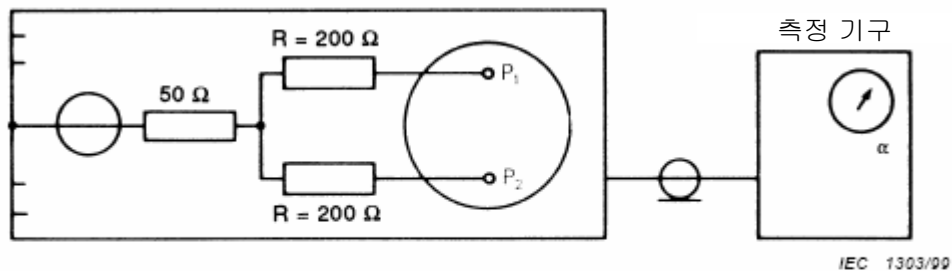 측정 기구
R = 200 Ω
P₁
50 Ω
α
P₂
R = 200 Ω
IEC 1303/99